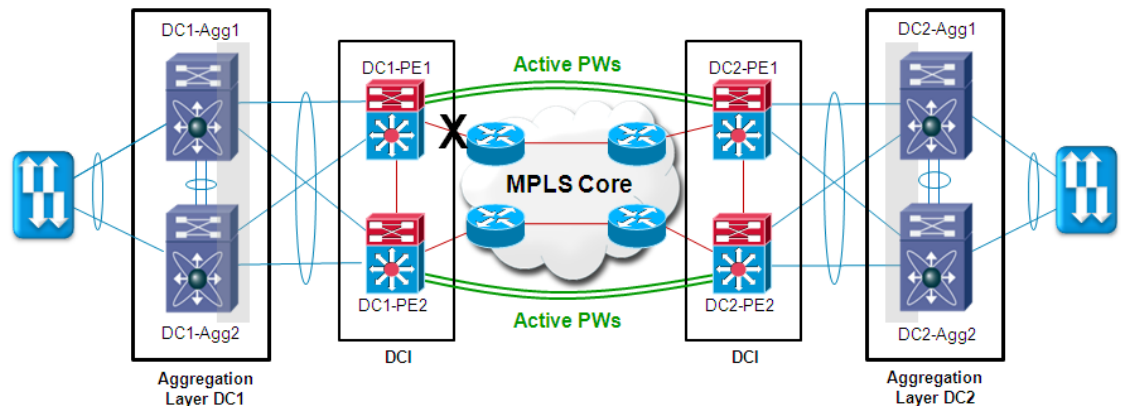 DC1-Agg1
DC2-Agg1
DC1-PE1
Active PWs
DC2-PE1
X
MPLS Core
DC1-PE2
DC2-PE2
Active PWs
DC1-Agg2
DC2-Agg2
DCI
DCI
Aggregation
Layer DC1
Aggregation
Layer DC2